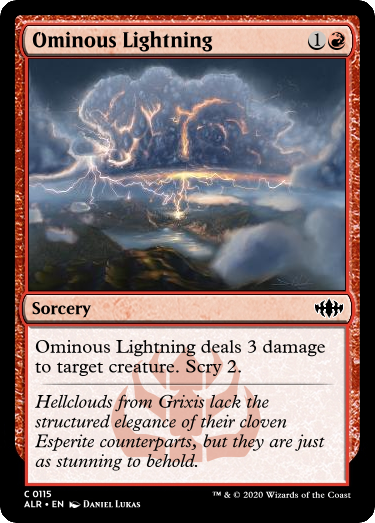 Ominous Lightning 1
Sorcery
Ominous Lightning deals 3 damage
to target creature. Scry 2.
Hellclouds from Grixis lack the
structured elegance of their cloven
Esperite counterparts, but they are just
as stunning to behold.
C 0115
ALR • EN Daniel Lukas
™ & © 2020 Wizards of the Coast